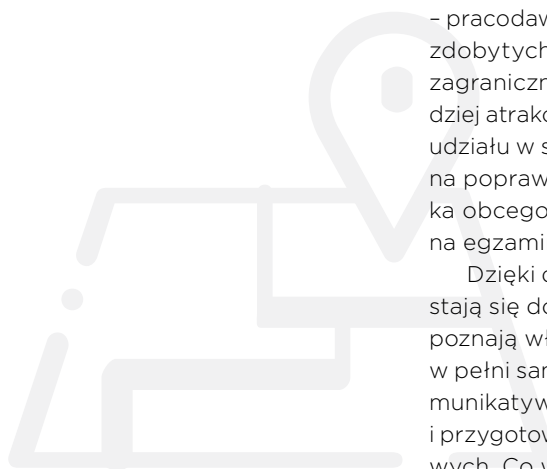 – pracodaw
zdobytych
zagraniczn
dziej atrakc
udziału w s
na popraw
ka obcego
na egzami
Dzięki o
stają się do
poznają wł
w pełni sar
munikatyw
i przygotow
wych. Co w